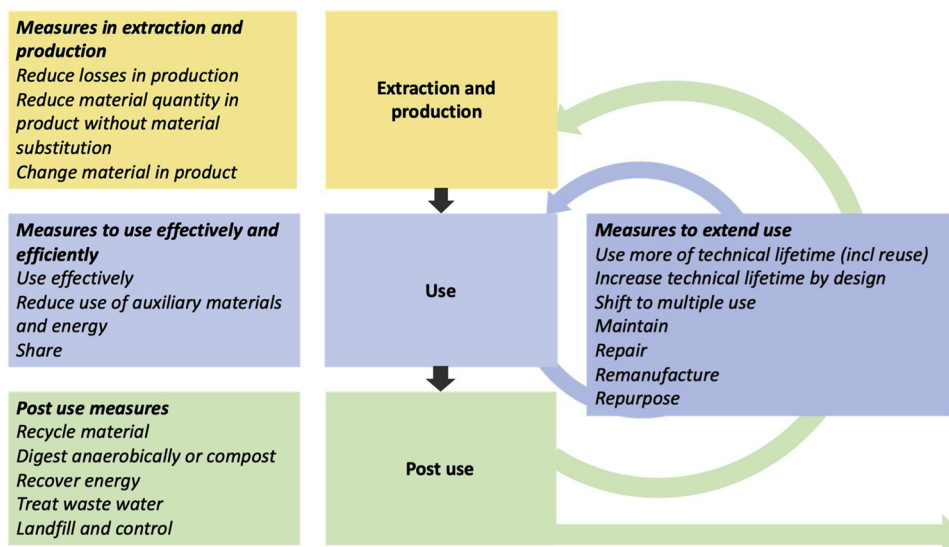 Measures in extraction and
production
Reduce losses in production
Reduce material quantity in
product without material
substitution
Change material in product
Extraction and
production
Measures to use effectively and
efficiently
Use effectively
Reduce use of auxiliary materials
and energy
Share
Use
Measures to extend use
Use more of technical lifetime (incl reuse)
Increase technical lifetime by design
Shift to multiple use
Maintain
Repair
Remanufacture
Repurpose
Post use measures
Recycle material
Digest anaerobically or compost
Recover energy
Treat waste water
Landfill and control
Post use